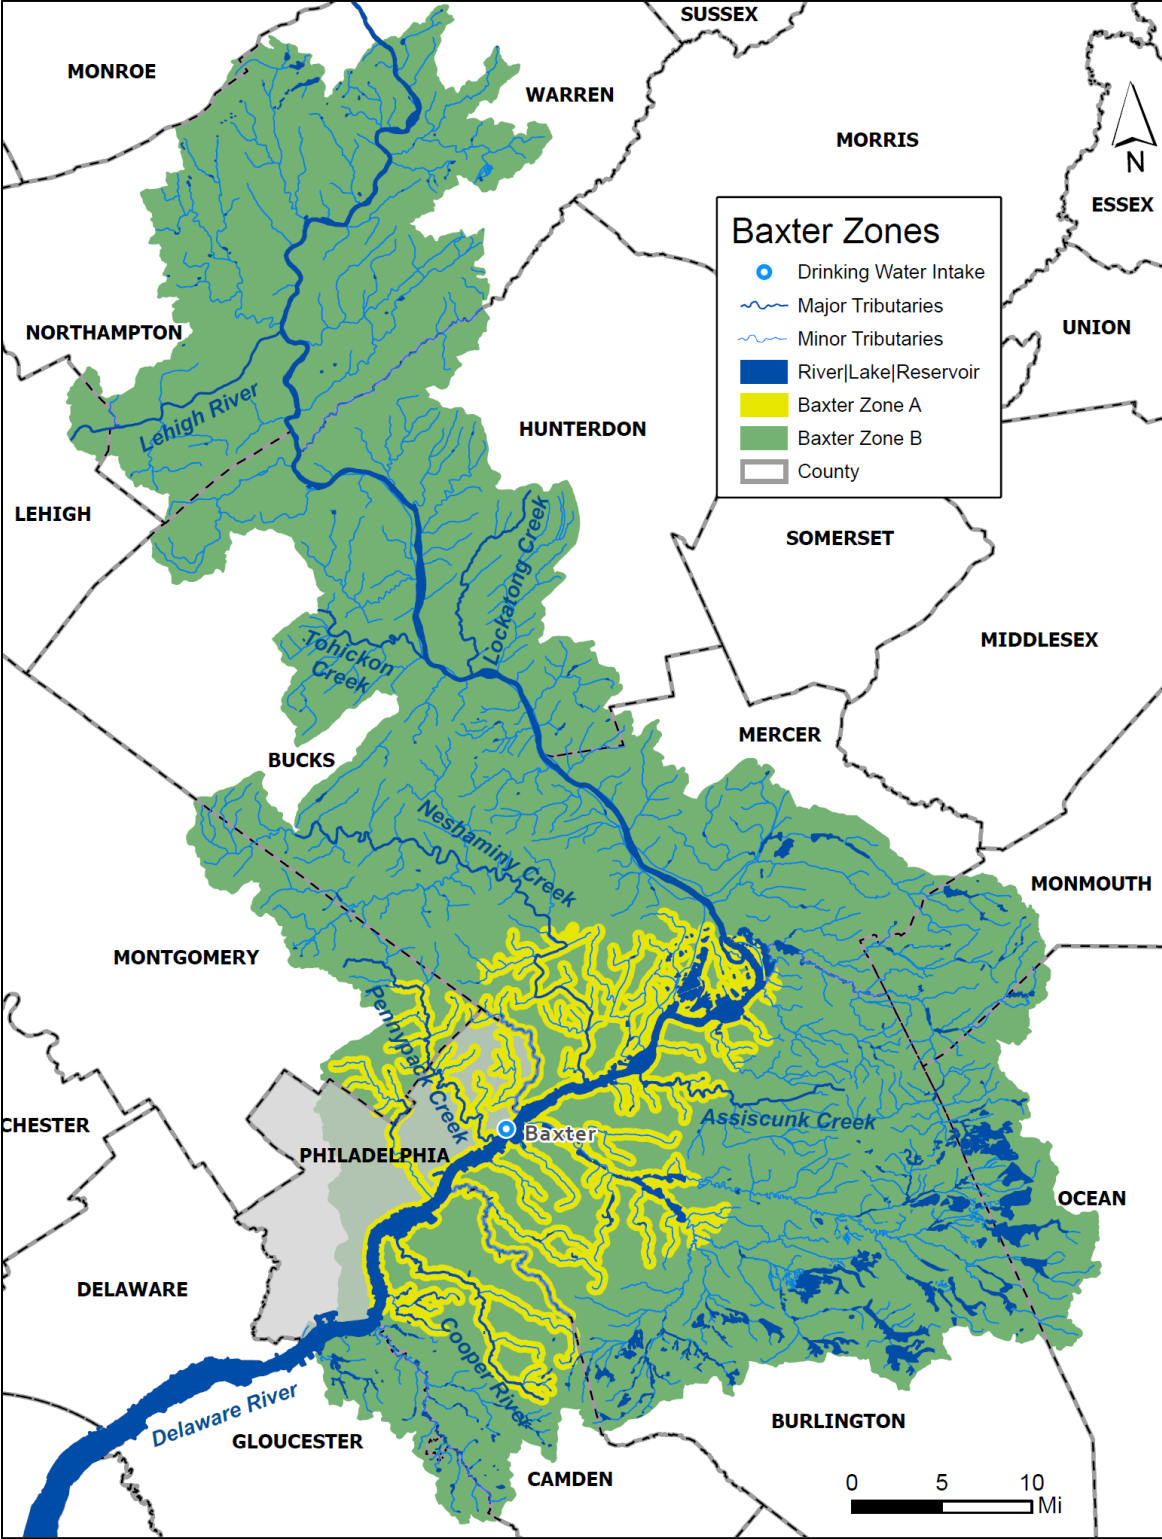 SUSSEX
MONROE
WARREN
MORRIS
N
ESSEX
Baxter Zones
Drinking Water Intake
Major Tributaries
Minor Tributaries
River|Lake|Reservoir
Baxter Zone A
Baxter Zone B
County
UNION
NORTHAMPTON
Lehigh River
HUNTERDON
LEHIGH
SOMERSET
Lockatong Creek
MIDDLESEX
Tohickon
Creek
MERCER
BUCKS
Neshaminy Creek
MONMOUTH
MONTGOMERY
Pennypack Creek
CHESTER
Assiscunk Creek
Baxter
PHILADELPHIA
OCEAN
DELAWARE
Cooper River
Delaware River
GLOUCESTER
BURLINGTON
CAMDEN
0 5 10
Mi